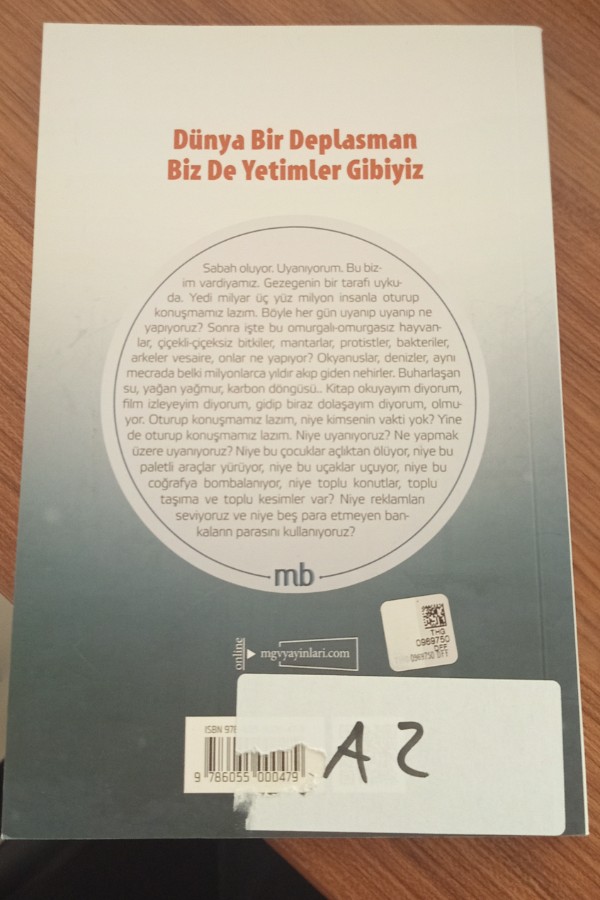 Dünya Bir Deplasman
Biz De Yetimler Gibiyiz
Sabah oluyor. Uyanıyorum. Bu biz-
im vardiyamız. Gezegenin bir tarafı uyku-
da. Yedi milyar üç yüz milyon insanla oturup
konuşmamız lazım. Böyle her gün uyanıp uyanıp ne
yapıyoruz? Sonra işte bu omurgalı-omurgasız hayvan-
lar, çiçekli-çiçeksiz bitkiler, mantarlar, protistler, bakteriler,
arkeler vesaire, onlar ne yapıyor? Okyanuslar, denizler, aynı
mecrada belki milyonlarca yıldır akıp giden nehirler. Buharlaşan
su, yağan yağmur, karbon döngüsü.. Kitap okuyayım diyorum,
film izleyeyim diyorum, gidip biraz dolaşayım diyorum, olmu-
yor. Oturup konuşmamız lazım, niye kimsenin vakti yok? Yine
de oturup konuşmamız lazım. Niye uyanıyoruz? Ne yapmak
üzere uyanıyoruz? Niye bu çocuklar açlıktan ölüyor, niye bu
paletli araçlar yürüyor, niye bu uçaklar uçuyor, niye bu
coğrafya bombalanıyor, niye toplu konutlar, toplu
taşıma ve toplu kesimler var? Niye reklamları
seviyoruz ve niye beş para etmeyen ban-
kaların parasını kullanıyoruz?
mb
online
mgvyayinlari.com
THG
0969750
DFF
0969750 DFF
ISBN 978
9 786055 000479
A2